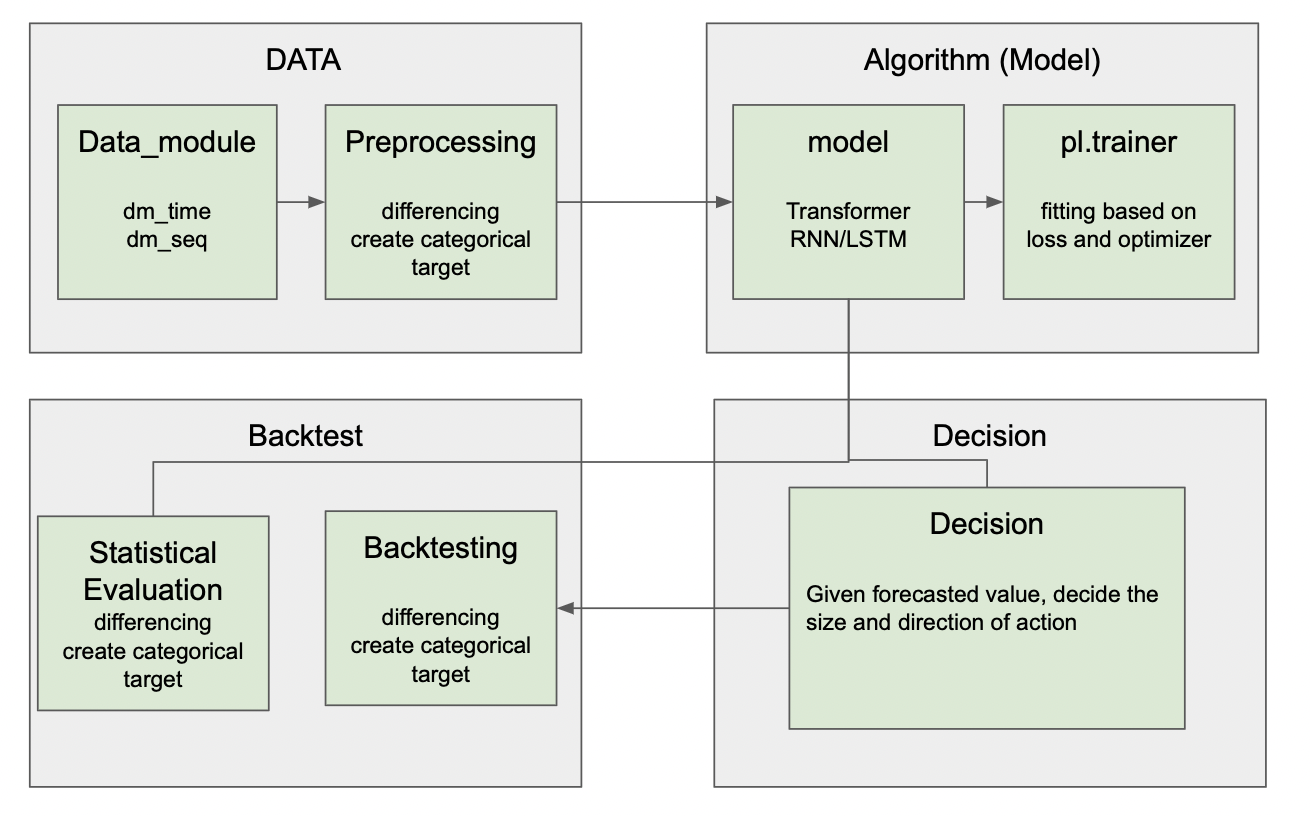 DATA
Data_module
dm_time
dm_seq
Preprocessing
differencing
create categorical
target
Algorithm (Model)
model
Transformer
RNN/LSTM
pl.trainer
fitting based on
loss and optimizer
Backtest
Statistical
Evaluation
differencing
create categorical
target
Backtesting
differencing
create categorical
target
Decision
Decision
Given forecasted value, decide the
size and direction of action